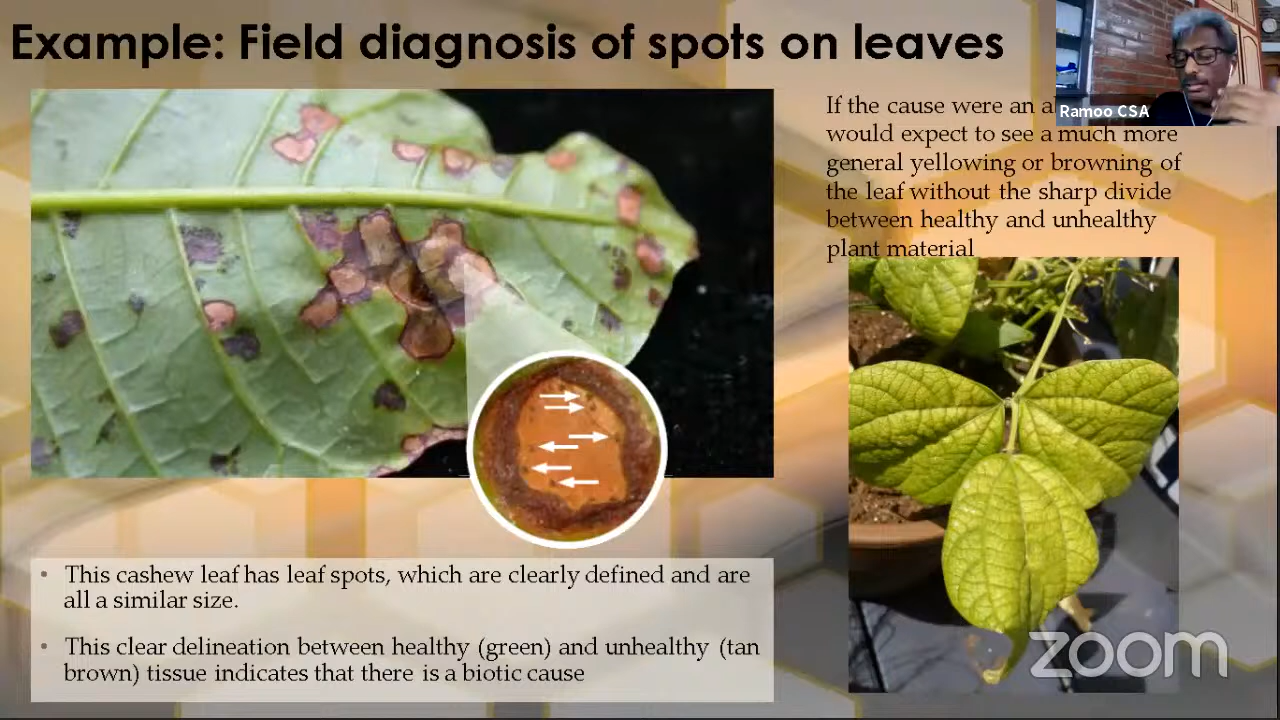 Example: Field diagnosis of spots on leaves
Ramoo CSA
If the cause were an
would expect to see a much more
general yellowing or browning of
the leaf without the sharp divide
between healthy and unhealthy
plant material
• This cashew leaf has leaf spots, which are clearly defined and are
all a similar size.
• This clear delineation between healthy (green) and unhealthy (tan
brown) tissue indicates that there is a biotic cause
zoom